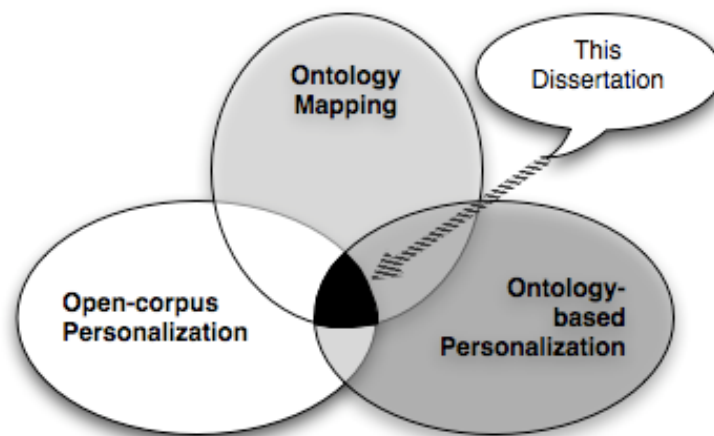 This
Dissertation
Ontology
Mapping
Open-corpus
Personalization
Ontology-
based
Personalization